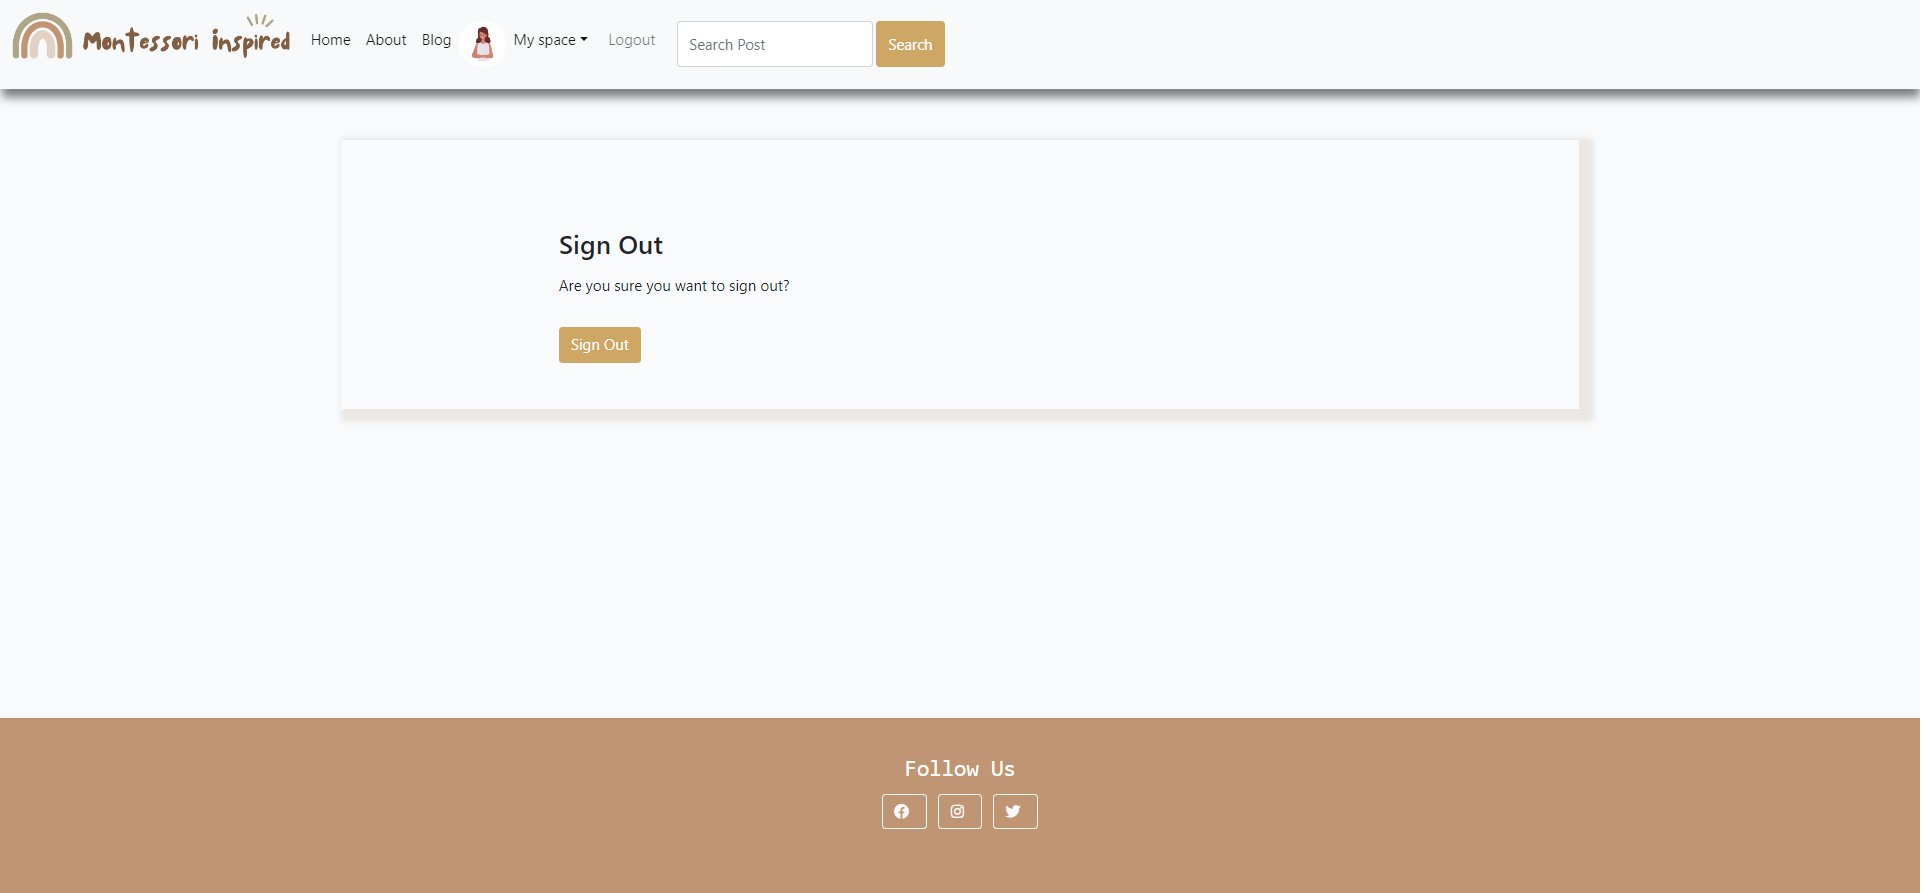 Montessori inspired Home About Blog My space Logout Search Post Search
Sign Out
Are you sure you want to sign out?
Sign Out
Follow Us